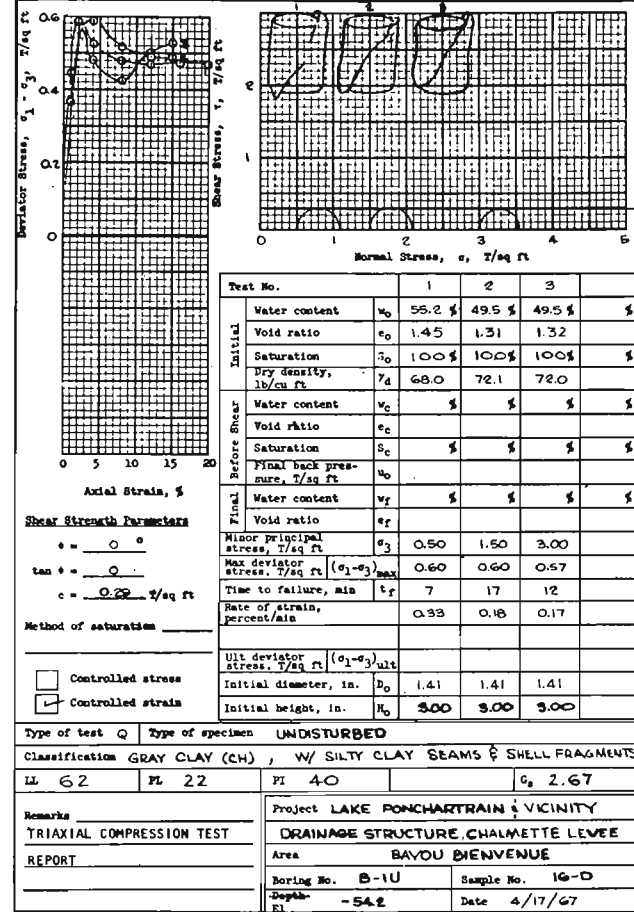 1 2 3
0.6
0.4
0.2
0
Deviator Stress, σ1 - σ3, T/sq ft
Shear Stress, τ, T/sq ft
2
1
0 1 2 3 4 5
Normal Stress, σ, T/sq ft
0 5 10 15 20
Axial Strain, %
Shear Strength Parameters
ϕ = 0 °
tan ϕ = 0
c = 0.29 T/sq ft
Method of saturation
Controlled stress
Controlled strain
Test No. 1 2 3
Initial
Water content w₀ 55.2 % 49.5 % 49.5 % %
Void ratio e₀ 1.45 1.31 1.32
Saturation S₀ 100 % 100 % 100 % %
Dry density, lb/cu ft γd 68.0 72.1 72.0
Before Shear
Water content wc % % % %
Void ratio ec
Saturation Sc % % % %
Final back pressure, T/sq ft u₀
Final
Water content wf % % % %
Void ratio ef
Minor principal stress, T/sq ft σ3 0.50 1.50 3.00
Max deviator stress, T/sq ft (σ1-σ3)max 0.60 0.60 0.57
Time to failure, min tf 7 17 12
Rate of strain, percent/min 0.33 0.18 0.17
Ult deviator stress, T/sq ft (σ1-σ3)ult
Initial diameter, in. D₀ 1.41 1.41 1.41
Initial height, in. H₀ 3.00 3.00 3.00
Type of test Q Type of specimen UNDISTURBED
Classification GRAY CLAY (CH) , W/ SILTY CLAY SEAMS & SHELL FRAGMENTS
LL 62 PL 22 PI 40 Gs 2.67
Remarks
TRIAXIAL COMPRESSION TEST
REPORT
Project LAKE PONCHARTRAIN & VICINITY
DRAINAGE STRUCTURE, CHALMETTE LEVEE
Area BAYOU BIENVENUE
Boring No. B-1U Sample No. 16-D
Depth
El -54.2 Date 4/17/67